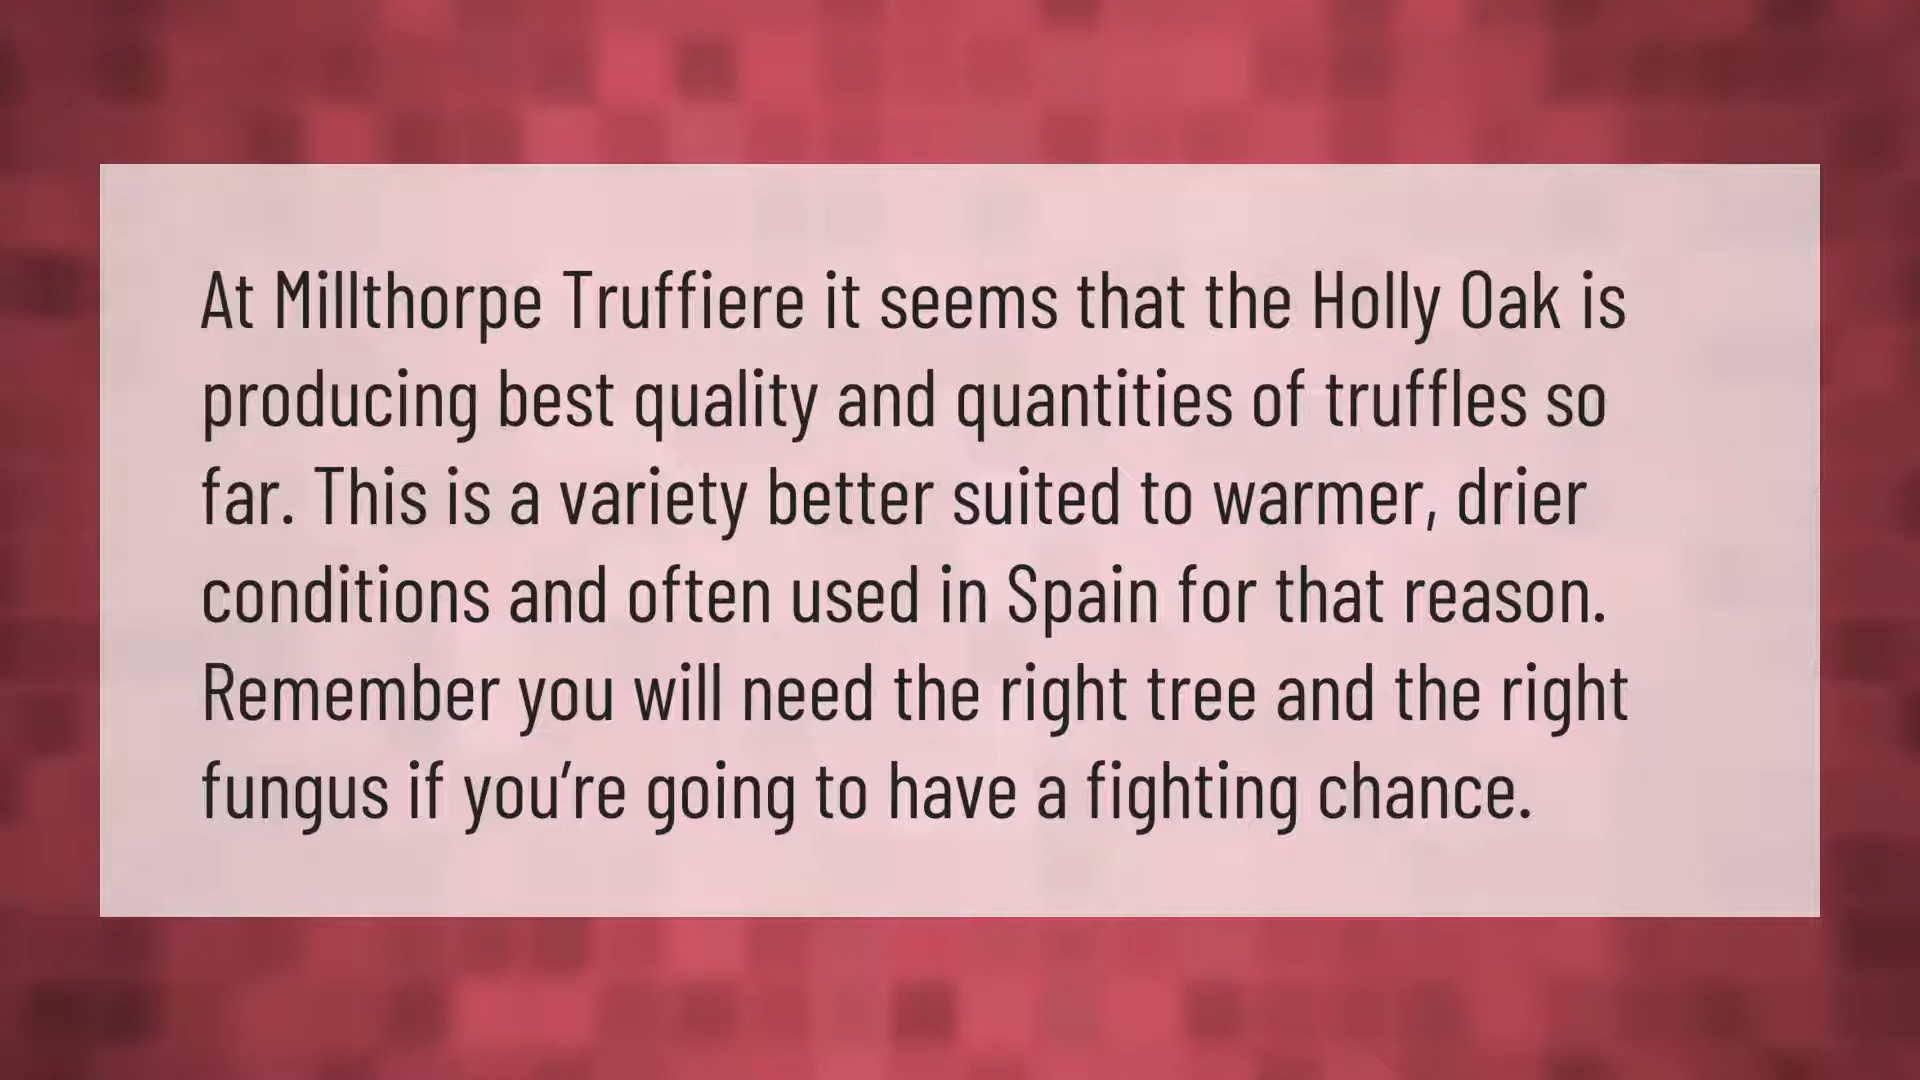 At Millthorpe Truffiere it seems that the Holly Oak is
producing best quality and quantities of truffles so
far. This is a variety better suited to warmer, drier
conditions and often used in Spain for that reason.
Remember you will need the right tree and the right
fungus if you’re going to have a fighting chance.